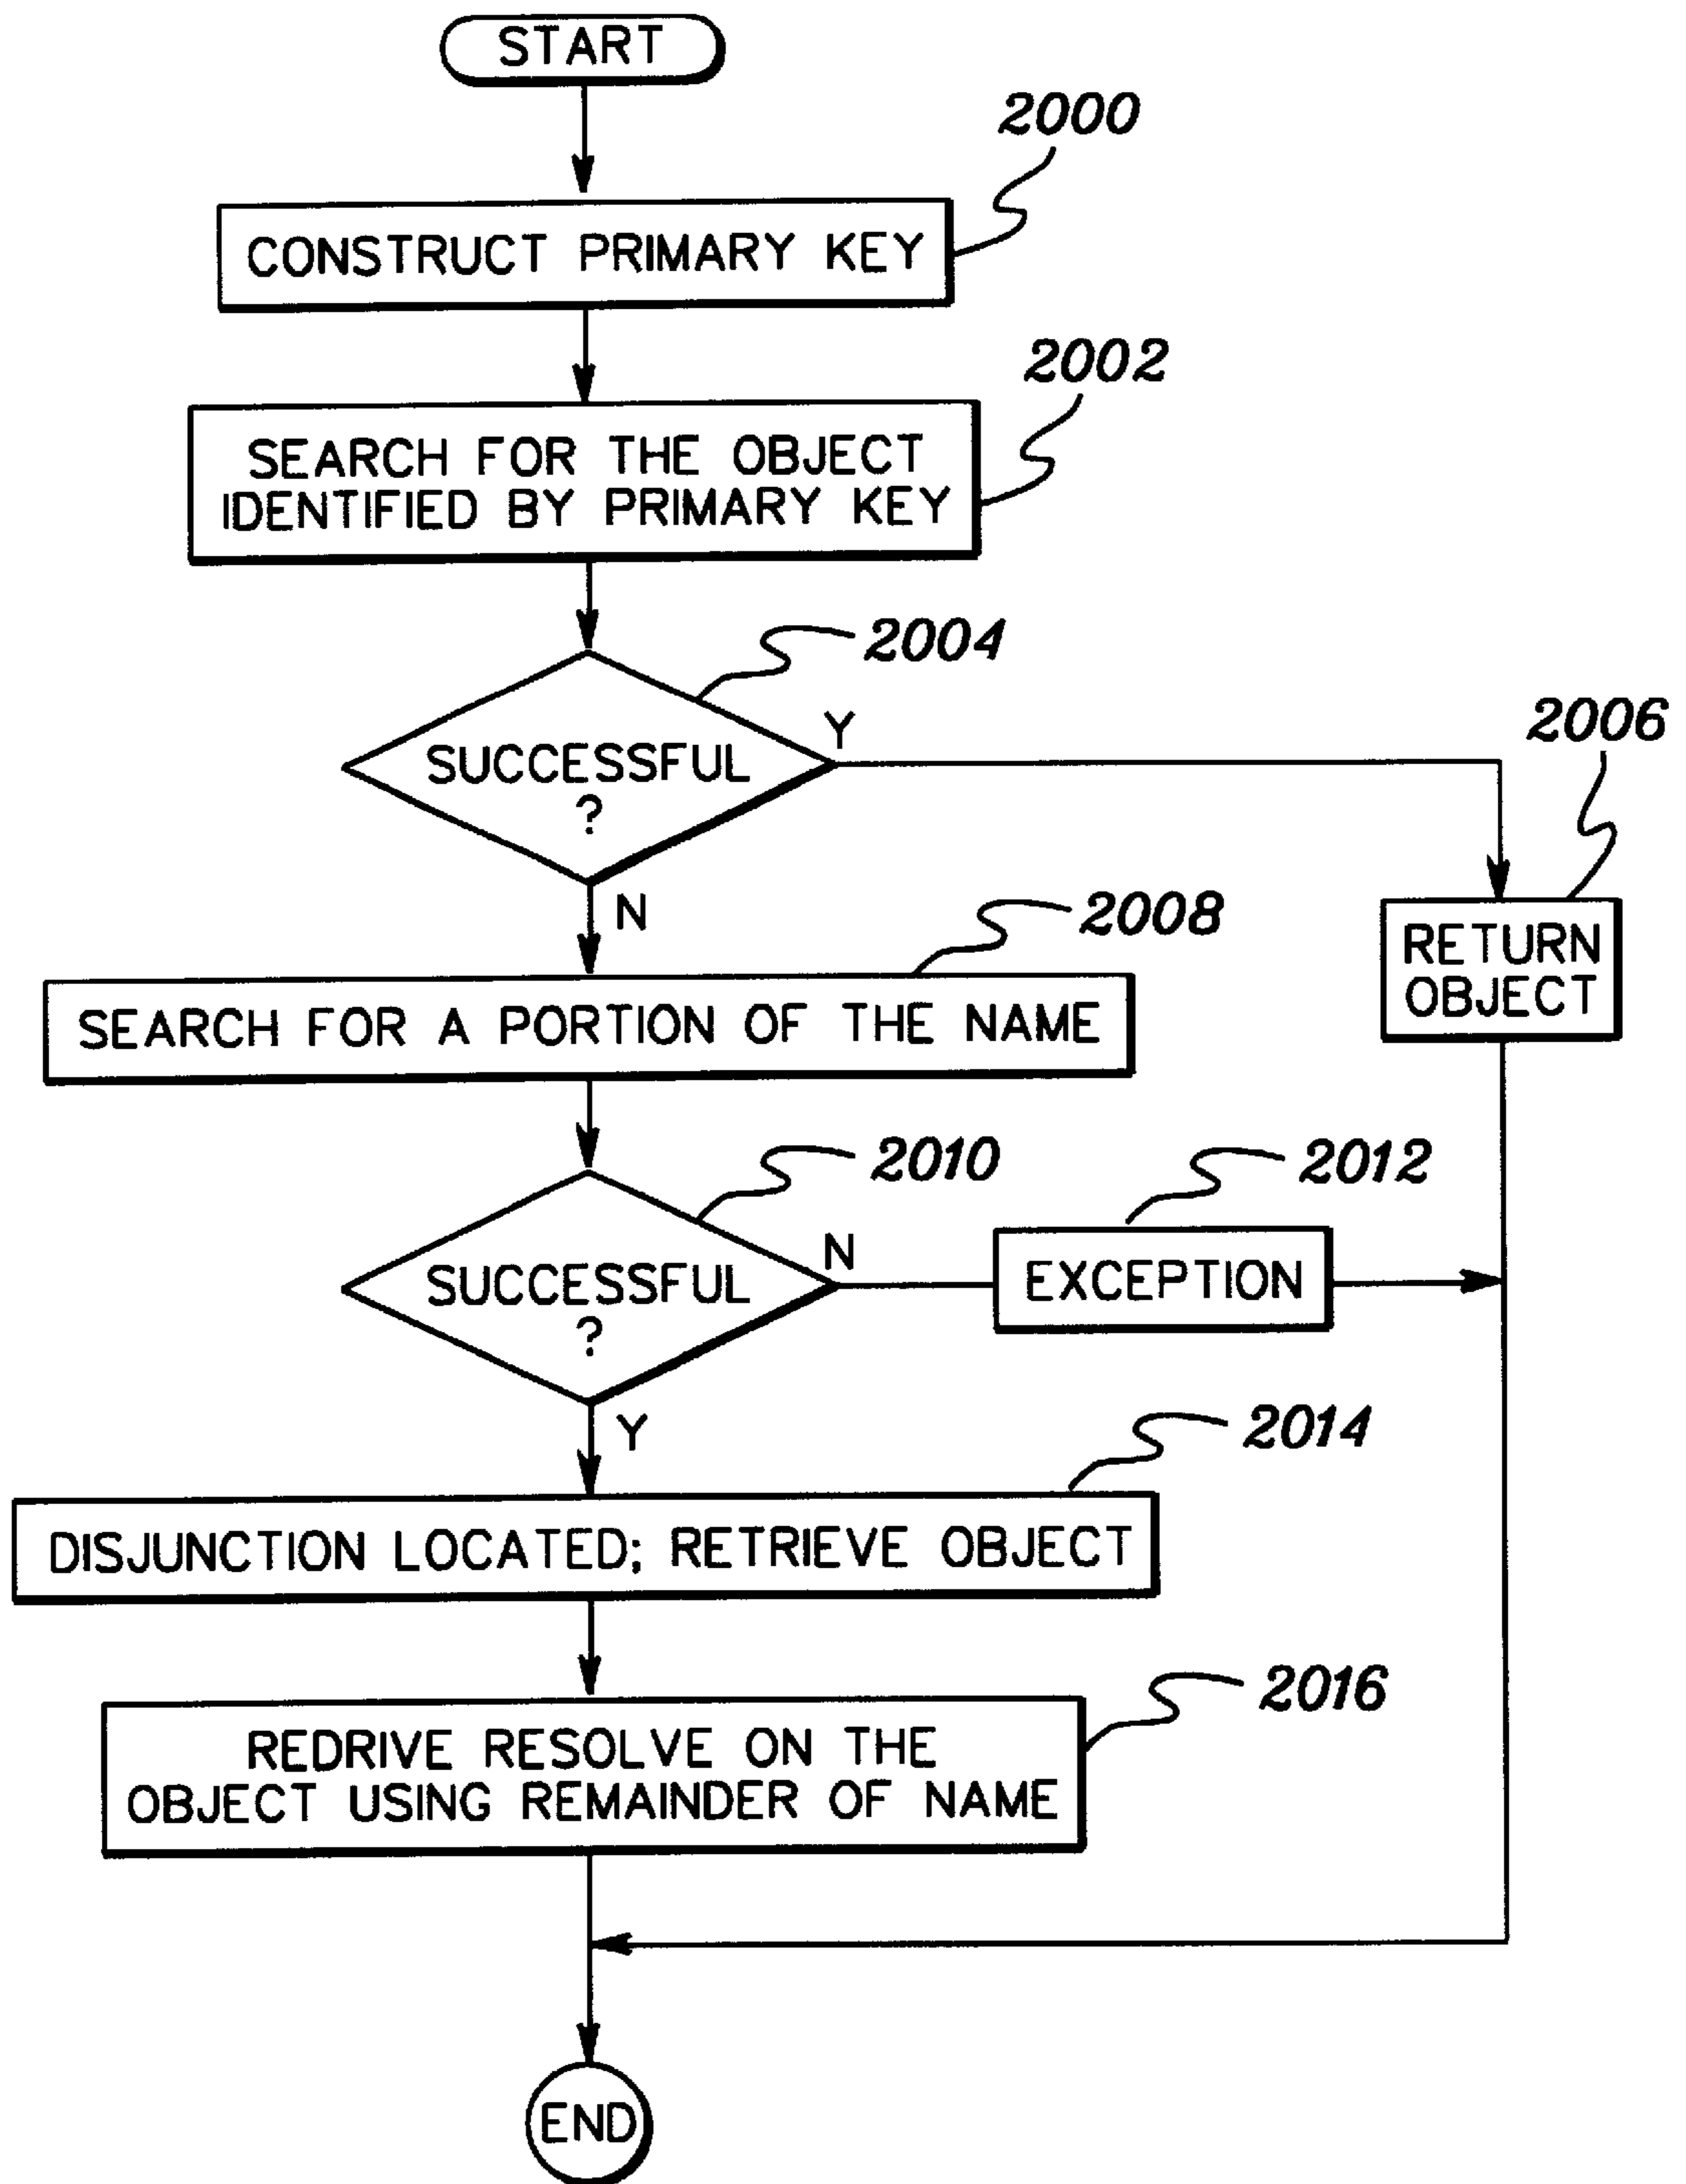 START
2000
CONSTRUCT PRIMARY KEY
2002
SEARCH FOR THE OBJECT
IDENTIFIED BY PRIMARY KEY
2004
SUCCESSFUL
?
Y
N
2006
RETURN
OBJECT
2008
SEARCH FOR A PORTION OF THE NAME
2010
SUCCESSFUL
?
N
Y
2012
EXCEPTION
2014
DISJUNCTION LOCATED; RETRIEVE OBJECT
2016
REDRIVE RESOLVE ON THE
OBJECT USING REMAINDER OF NAME
END